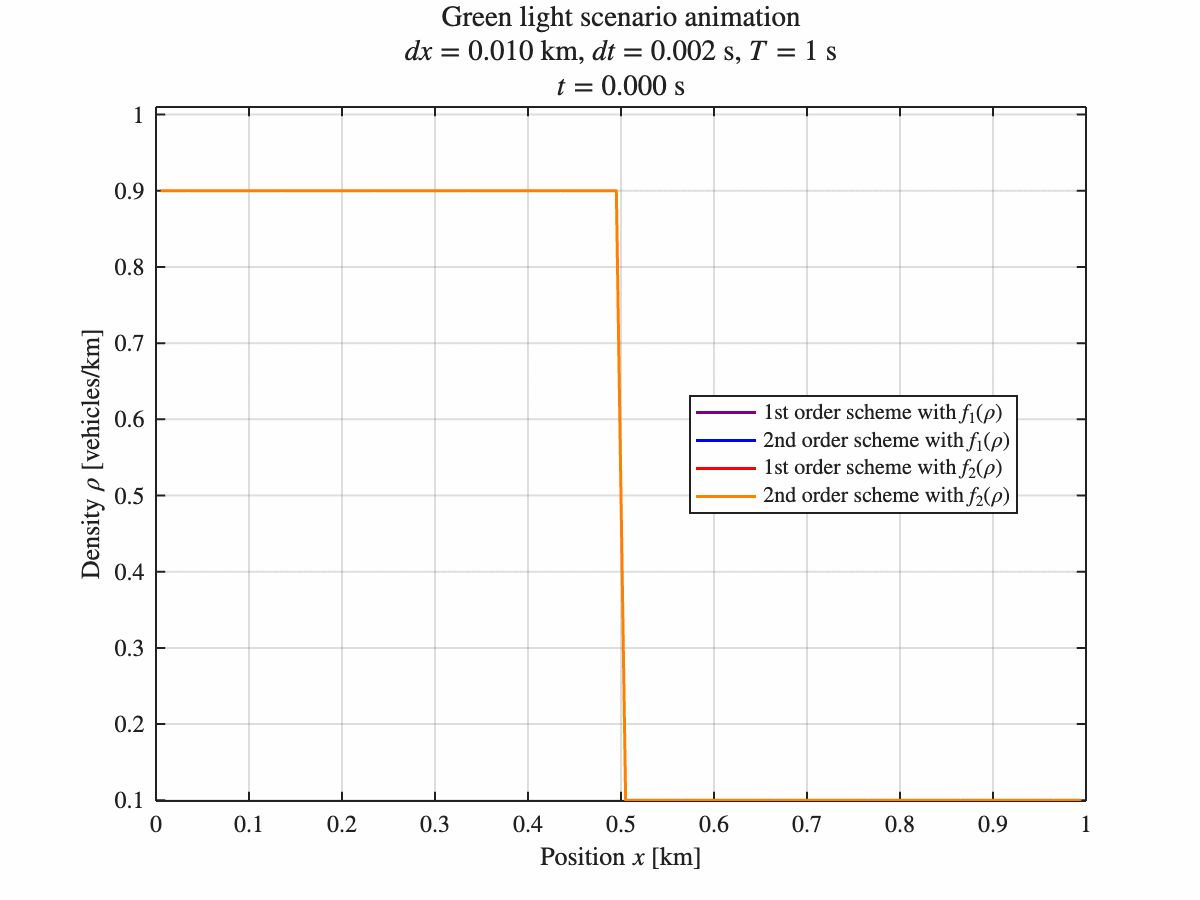 Green light scenario animation
dx = 0.010 km, dt = 0.002 s, T = 1 s
t = 0.000 s
1
0.9
0.8
0.7
0.6
0.5
0.4
0.3
0.2
0.1
Density ρ [vehicles/km]
1st order scheme with f₁(ρ)
2nd order scheme with f₁(ρ)
1st order scheme with f₂(ρ)
2nd order scheme with f₂(ρ)
0 0.1 0.2 0.3 0.4 0.5 0.6 0.7 0.8 0.9 1
Position x [km]